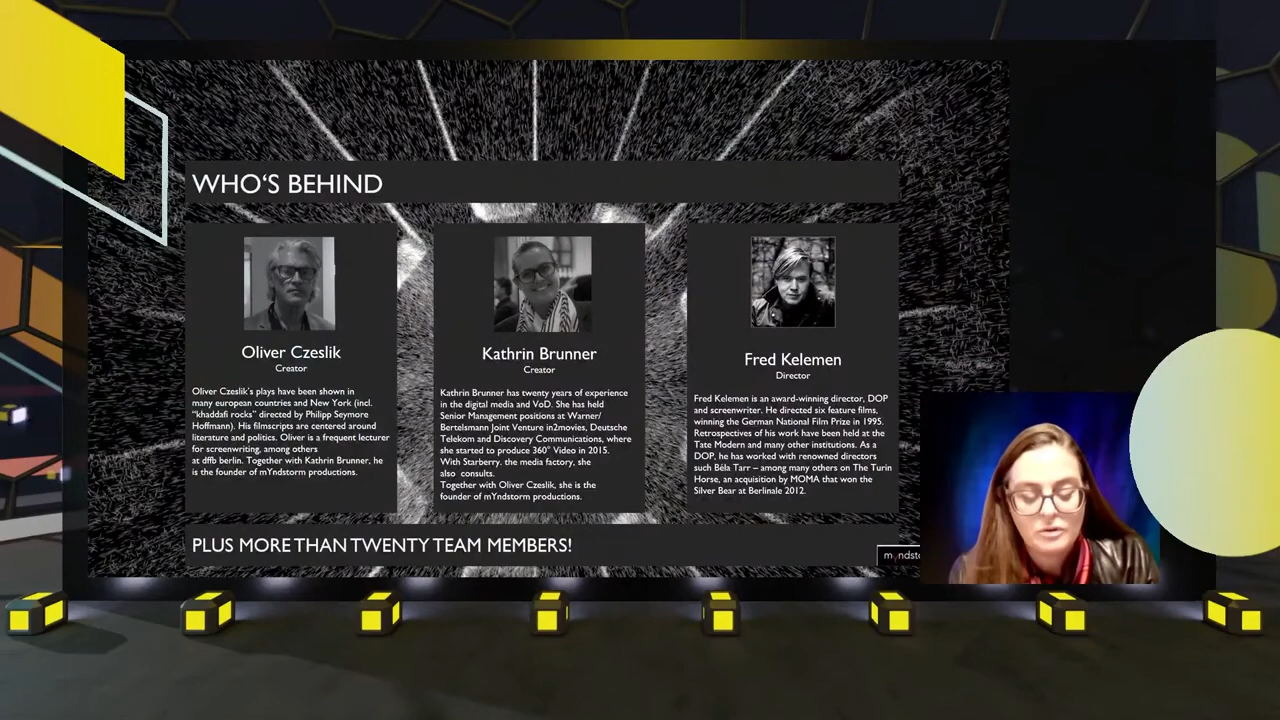 WHO'S BEHIND
Oliver Czeslik
Creator
Oliver Czeslik's plays have been shown in
many european countries and New York (incl.
"khaddafi rocks" directed by Philipp Seymore
Hoffmann). His filmscripts are centered around
literature and politics. Oliver is a frequent lecturer
for screenwriting, among others
at dffb berlin. Together with Kathrin Brunner, he
is the founder of mYndstorm productions.
Kathrin Brunner
Creator
Kathrin Brunner has twenty years of experience
in the digital media and VoD. She has held
Senior Management positions at Warner/
Bertelsmann Joint Venture in2movies, Deutsche
Telekom and Discovery Communications, where
she started to produce 360° Video in 2015.
With Starberry. the media factory, she
also consults.
Together with Oliver Czeslik, she is the
founder of mYndstorm productions.
Fred Kelemen
Director
Fred Kelemen is an award-winning director, DOP
and screenwriter. He directed six feature films,
winning the German National Film Prize in 1995.
Retrospectives of his work have been held at the
Tate Modern and many other institutions. As a
DOP, he has worked with renowned directors
such Béla Tarr – among many others on The Turin
Horse, an acquisition by MOMA that won the
Silver Bear at Berlinale 2012.
PLUS MORE THAN TWENTY TEAM MEMBERS!